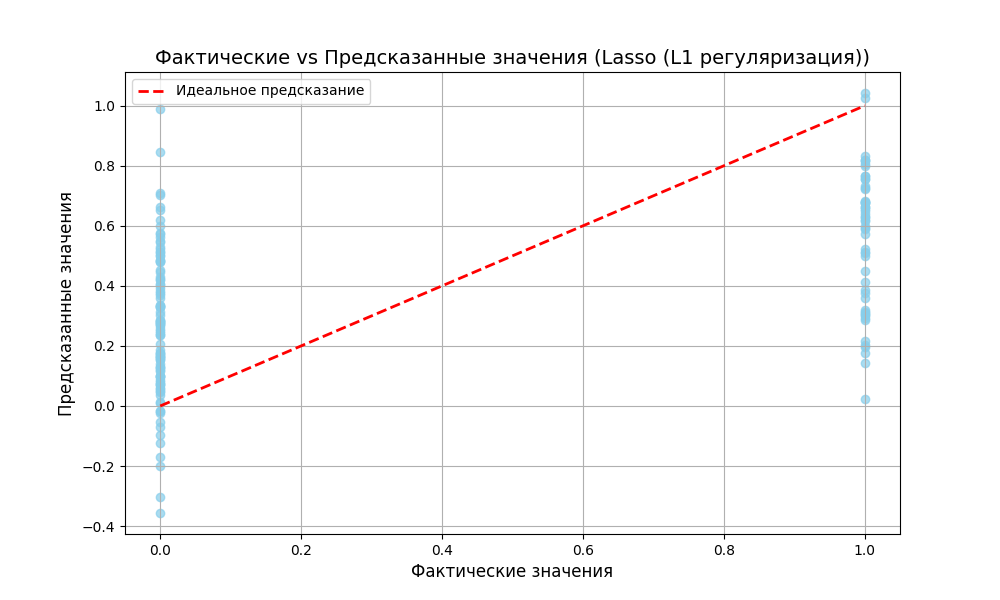 Фактические vs Предсказанные значения (Lasso (L1 регуляризация))
Идеальное предсказание
Предсказанные значения
1.0
0.8
0.6
0.4
0.2
0.0
−0.2
−0.4
0.0 0.2 0.4 0.6 0.8 1.0
Фактические значения